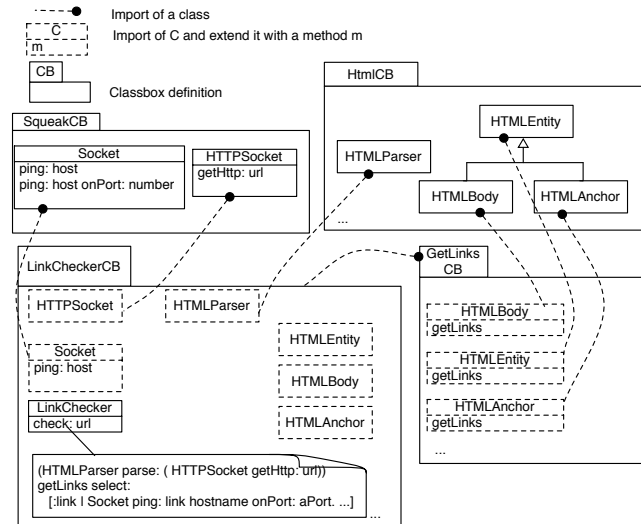 Import of a class
C
m
Import of C and extend it with a method m
CB
Classbox definition
HtmlCB
HTMLEntity
HTMLParser
HTMLBody
HTMLAnchor
...
SqueakCB
Socket
ping: host
ping: host onPort: number
HTTPSocket
getHttp: url
LinkCheckerCB
HTTPSocket
HTMLParser
HTMLEntity
Socket
ping: host
HTMLBody
LinkChecker
check: url
HTMLAnchor
(HTMLParser parse: ( HTTPSocket getHttp: url))
getLinks select:
[:link | Socket ping: link hostname onPort: aPort. ...]
...
GetLinks
CB
HTMLBody
getLinks
HTMLEntity
getLinks
HTMLAnchor
getLinks
...